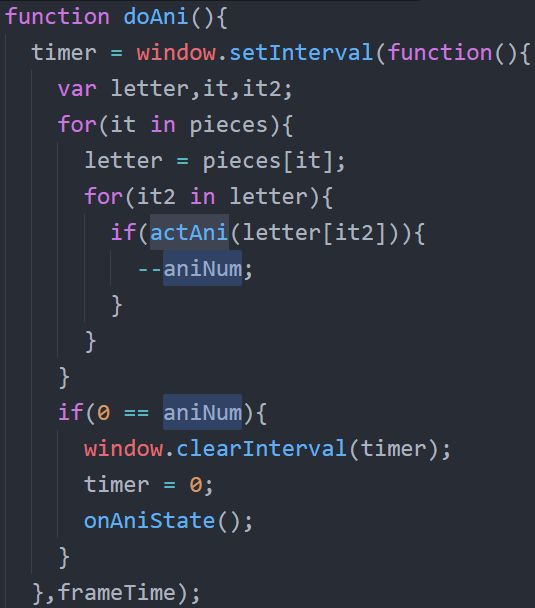 function doAni(){
  timer = window.setInterval(function(){
    var letter,it,it2;
    for(it in pieces){
      letter = pieces[it];
      for(it2 in letter){
        if(actAni(letter[it2])){
          --aniNum;
        }
      }
    }
    if(0 == aniNum){
      window.clearInterval(timer);
      timer = 0;
      onAniState();
    }
  },frameTime);